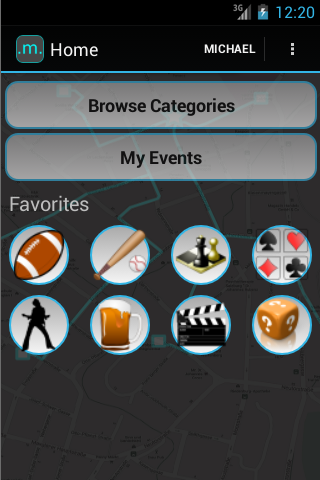 3G 12:20
.m. Home MICHAEL
Browse Categories
My Events
Favorites
? ? ?